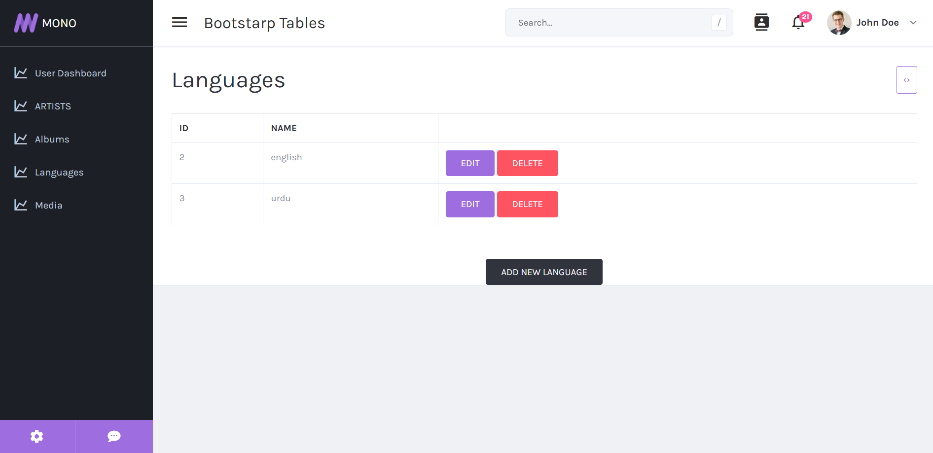 MONO
Bootstarp Tables
Search...
/
21
John Doe
User Dashboard
ARTISTS
Albums
Languages
Media
Languages
‹›
ID NAME
2 english EDIT DELETE
3 urdu EDIT DELETE
ADD NEW LANGUAGE